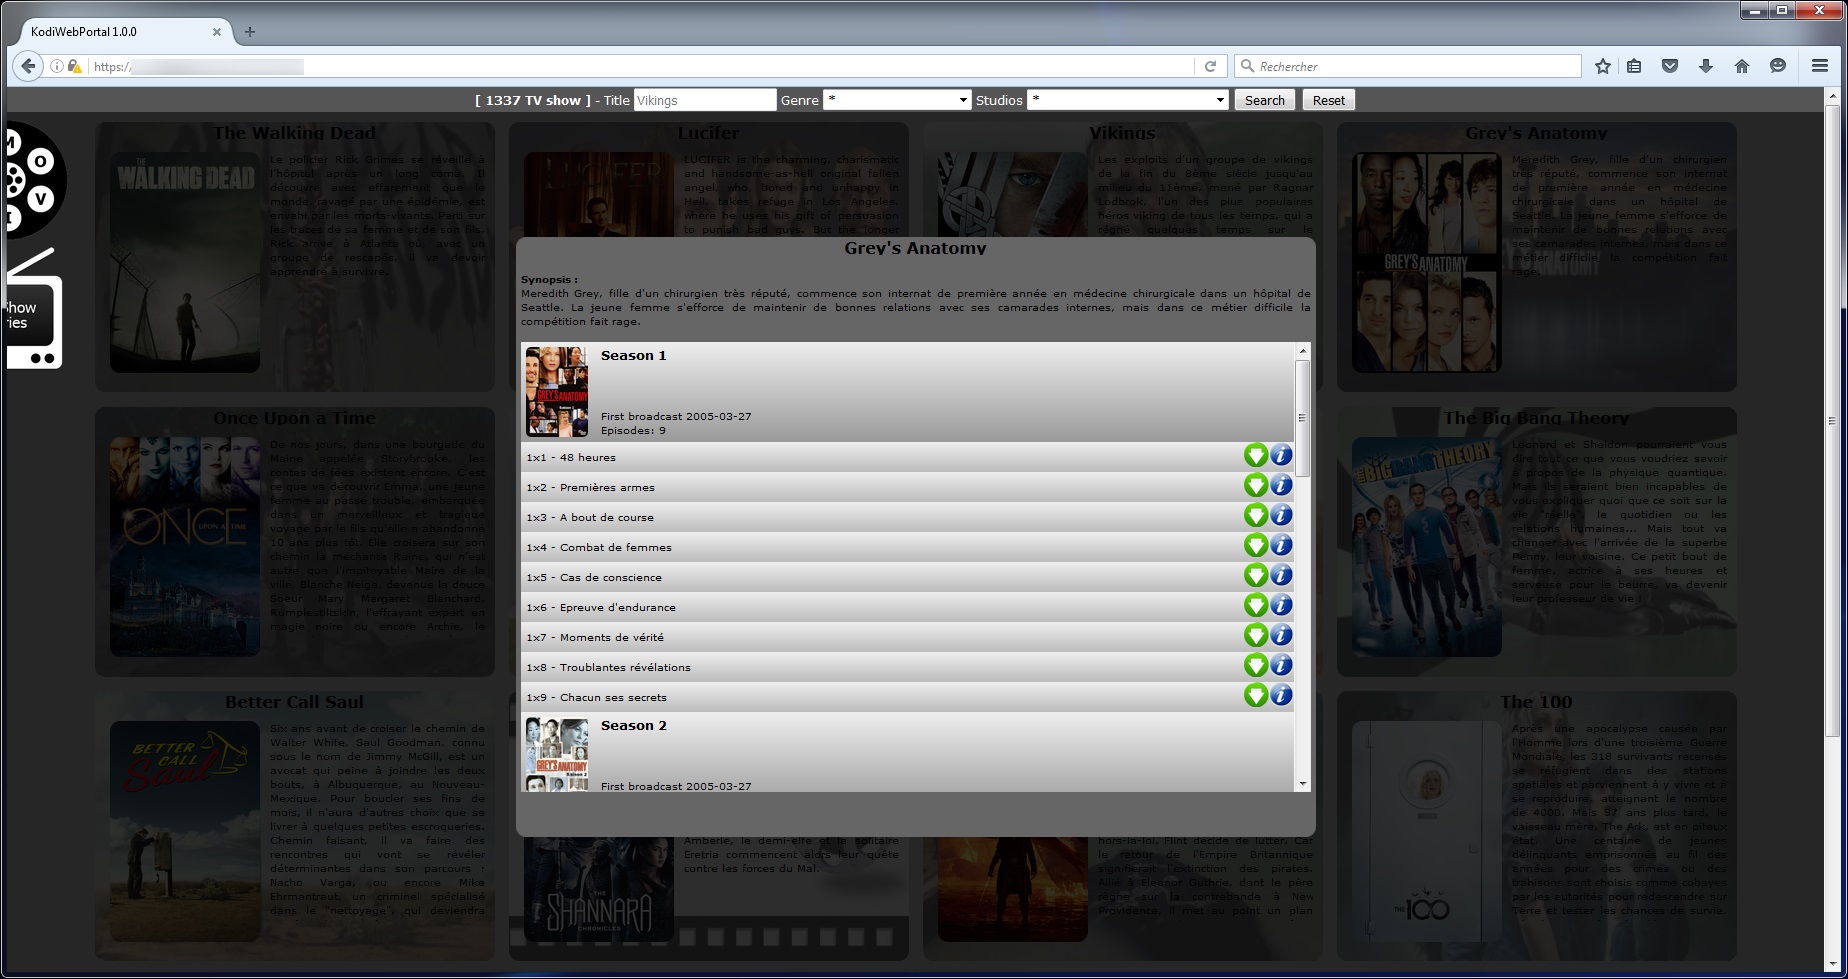 KodiWebPortal 1.0.0
https://
Rechercher
[ 1337 TV show ] - Title Vikings Genre * Studios * Search Reset
M
O
V
I
Show
ries
The Walking Dead
THE
WALKING DEAD
Le policier Rick Grimes se réveille à
l'hôpital après un long coma. Il
découvre avec effarement que le
monde, ravagé par une épidémie, est
envahi par les morts-vivants. Parti sur
les traces de sa femme et de son fils,
Rick arrive à Atlanta où, avec un
groupe de rescapés, il va devoir
apprendre à survivre.
Lucifer
LUCIFER
LUCIFER is the charming, charismatic
and handsome-as-hell original fallen
angel, who, bored and unhappy in
Hell, takes refuge in Los Angeles,
where he uses his gift of persuasion
to punish bad guys. But the longer
Vikings
Les exploits d'un groupe de vikings
de la fin du 8ème siècle jusqu'au
milieu du 11ème, mené par Ragnar
Lodbrok, l'un des plus populaires
héros viking de tous les temps, qui a
régné quelques temps sur le
Grey's Anatomy
GREY'S ANATOMY
Meredith Grey, fille d'un chirurgien
très réputé, commence son internat
de première année en médecine
chirurgicale dans un hôpital de
Seattle. La jeune femme s'efforce de
maintenir de bonnes relations avec
ses camarades internes, mais dans ce
métier difficile la compétition fait
rage.
Grey's Anatomy
Synopsis :
Meredith Grey, fille d'un chirurgien très réputé, commence son internat de première année en médecine chirurgicale dans un hôpital de
Seattle. La jeune femme s'efforce de maintenir de bonnes relations avec ses camarades internes, mais dans ce métier difficile la
compétition fait rage.
GREY'S ANATOMY
Season 1
First broadcast 2005-03-27
Episodes: 9
1x1 - 48 heures
1x2 - Premières armes
1x3 - A bout de course
1x4 - Combat de femmes
1x5 - Cas de conscience
1x6 - Epreuve d'endurance
1x7 - Moments de vérité
1x8 - Troublantes révélations
1x9 - Chacun ses secrets
GREY'S ANATOMY
Saison 2
Season 2
First broadcast 2005-03-27
Once Upon a Time
ONCE UPON A TIME
De nos jours, dans une bourgade du
Maine appelée Storybrooke, les
contes de fées existent encore. C'est
ce que va découvrir Emma, une jeune
femme au passé trouble, embarquée
dans un merveilleux et tragique
voyage par le fils qu'elle a abandonné
10 ans plus tôt. Elle croisera sur son
chemin la méchante Reine, qui n'est
autre que l'impitoyable Maire de la
ville, Blanche Neige, devenue la douce
Soeur Mary Margaret Blanchard,
Rumplestiltskin, l'effrayant expert en
magie noire ou encore Archie, le
The Big Bang Theory
THE BIG BANG THEORY
Leonard et Sheldon pourraient vous
dire tout ce que vous voudriez savoir
à propos de la physique quantique.
Mais ils seraient bien incapables de
vous expliquer quoi que ce soit sur la
vie "réelle", le quotidien ou les
relations humaines... Mais tout va
changer avec l'arrivée de la superbe
Penny, leur voisine. Ce petit bout de
femme, actrice à ses heures et
serveuse pour le beurre, va devenir
leur professeur de vie !
Better Call Saul
BETTER
CALL
Saul
Six ans avant de croiser le chemin de
Walter White, Saul Goodman, connu
sous le nom de Jimmy McGill, est un
avocat qui peine à joindre les deux
bouts, à Albuquerque, au Nouveau-
Mexique. Pour boucler ses fins de
mois, il n'aura d'autres choix que se
livrer à quelques petites escroqueries.
Chemin faisant, il va faire des
rencontres qui vont se révéler
déterminantes dans son parcours :
Nacho Varga, ou encore Mike
Ehrmantraut, un criminel spécialisé
dans le "nettoyage", qui deviendra
THE
SHANNARA
CHRONICLES
Amberle, le demi-elfe et la solitaire
Eretria commencent alors leur quête
contre les forces du Mal.
hors-la-loi, Flint décide de lutter. Car
le retour de l'Empire Britannique
signifierait l'extinction des pirates.
Allié à Eleanor Guthrie, dont le père
règne sur la contrebande à New
Providence, il met au point un plan
The 100
THE 100
Après une apocalypse causée par
l'Homme lors d'une troisième Guerre
Mondiale, les 318 survivants recensés
se réfugient dans des stations
spatiales et parviennent à y vivre et à
se reproduire, atteignant le nombre
de 4000. Mais 97 ans plus tard, le
vaisseau mère, The Ark, est en piteux
état. Une centaine de jeunes
délinquants emprisonnés au fil des
années pour des crimes ou des
trahisons sont choisis comme cobayes
par les autorités pour redescendre sur
Terre et tester les chances de survie.